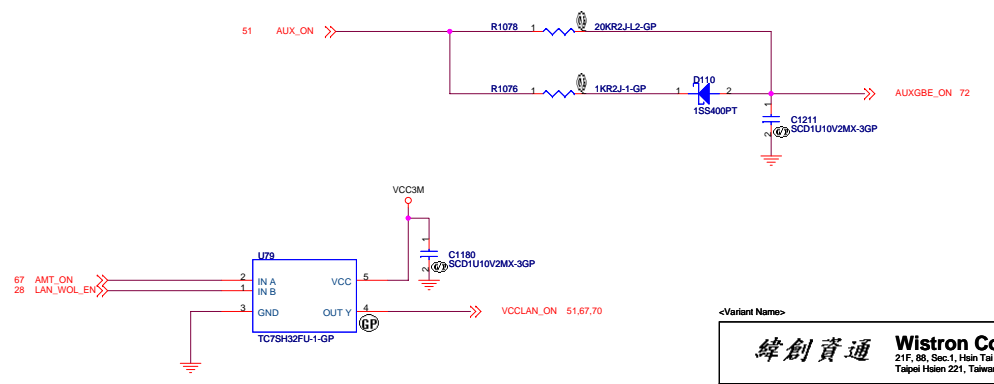 51 AUX_ON
R1078 1 20KR2J-L2-GP
R1076 1 1KR2J-1-GP
D110
1 2
1SS400PT
AUXGBE_ON 72
1
2
C1211
SCD1U10V2MX-3GP
VCC3M
1
2
C1180
SCD1U10V2MX-3GP
U79
67 AMT_ON 2 IN A VCC 5
28 LAN_WOL_EN 1 IN B
3 GND OUT Y 4
GP
VCCLAN_ON 51,67,70
TC7SH32FU-1-GP
<Variant Name>
緯創資通
Wistron Co
21F, 88, Sec.1, Hsin Tai
Taipei Hsien 221, Taiwan